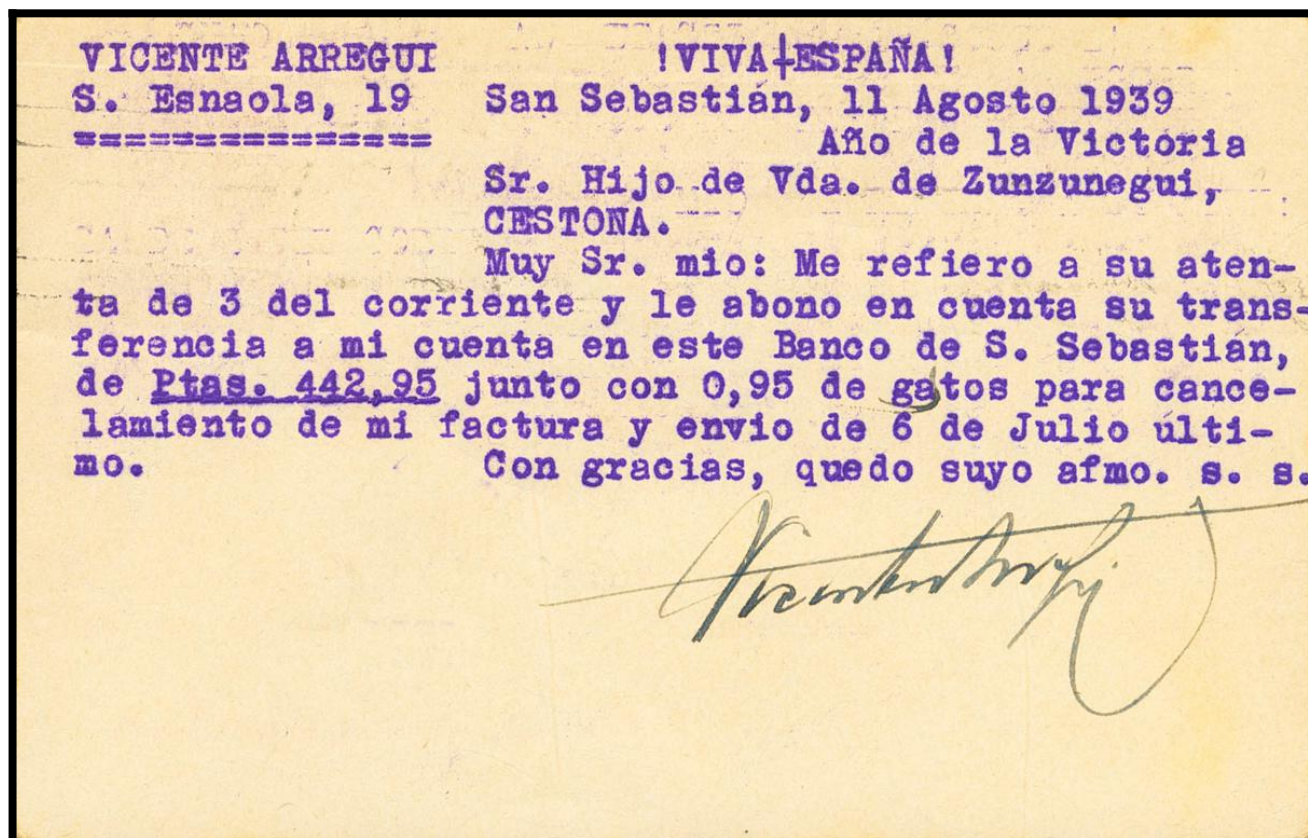 VICENTE ARREGUI !VIVA ESPAÑA!
S. Esnaola, 19 San Sebastián, 11 Agosto 1939
=============== Año de la Victoria
Sr. Hijo de Vda. de Zunzunegui,
CESTONA.
Muy Sr. mio: Me refiero a su aten-
ta de 3 del corriente y le abono en cuenta su trans-
ferencia a mi cuenta en este Banco de S. Sebastián,
de Ptas. 442,95 junto con 0,95 de gatos para cance-
lamiento de mi factura y envio de 6 de Julio últi-
mo. Con gracias, quedo suyo afmo. s. s.
Vicente Arregui